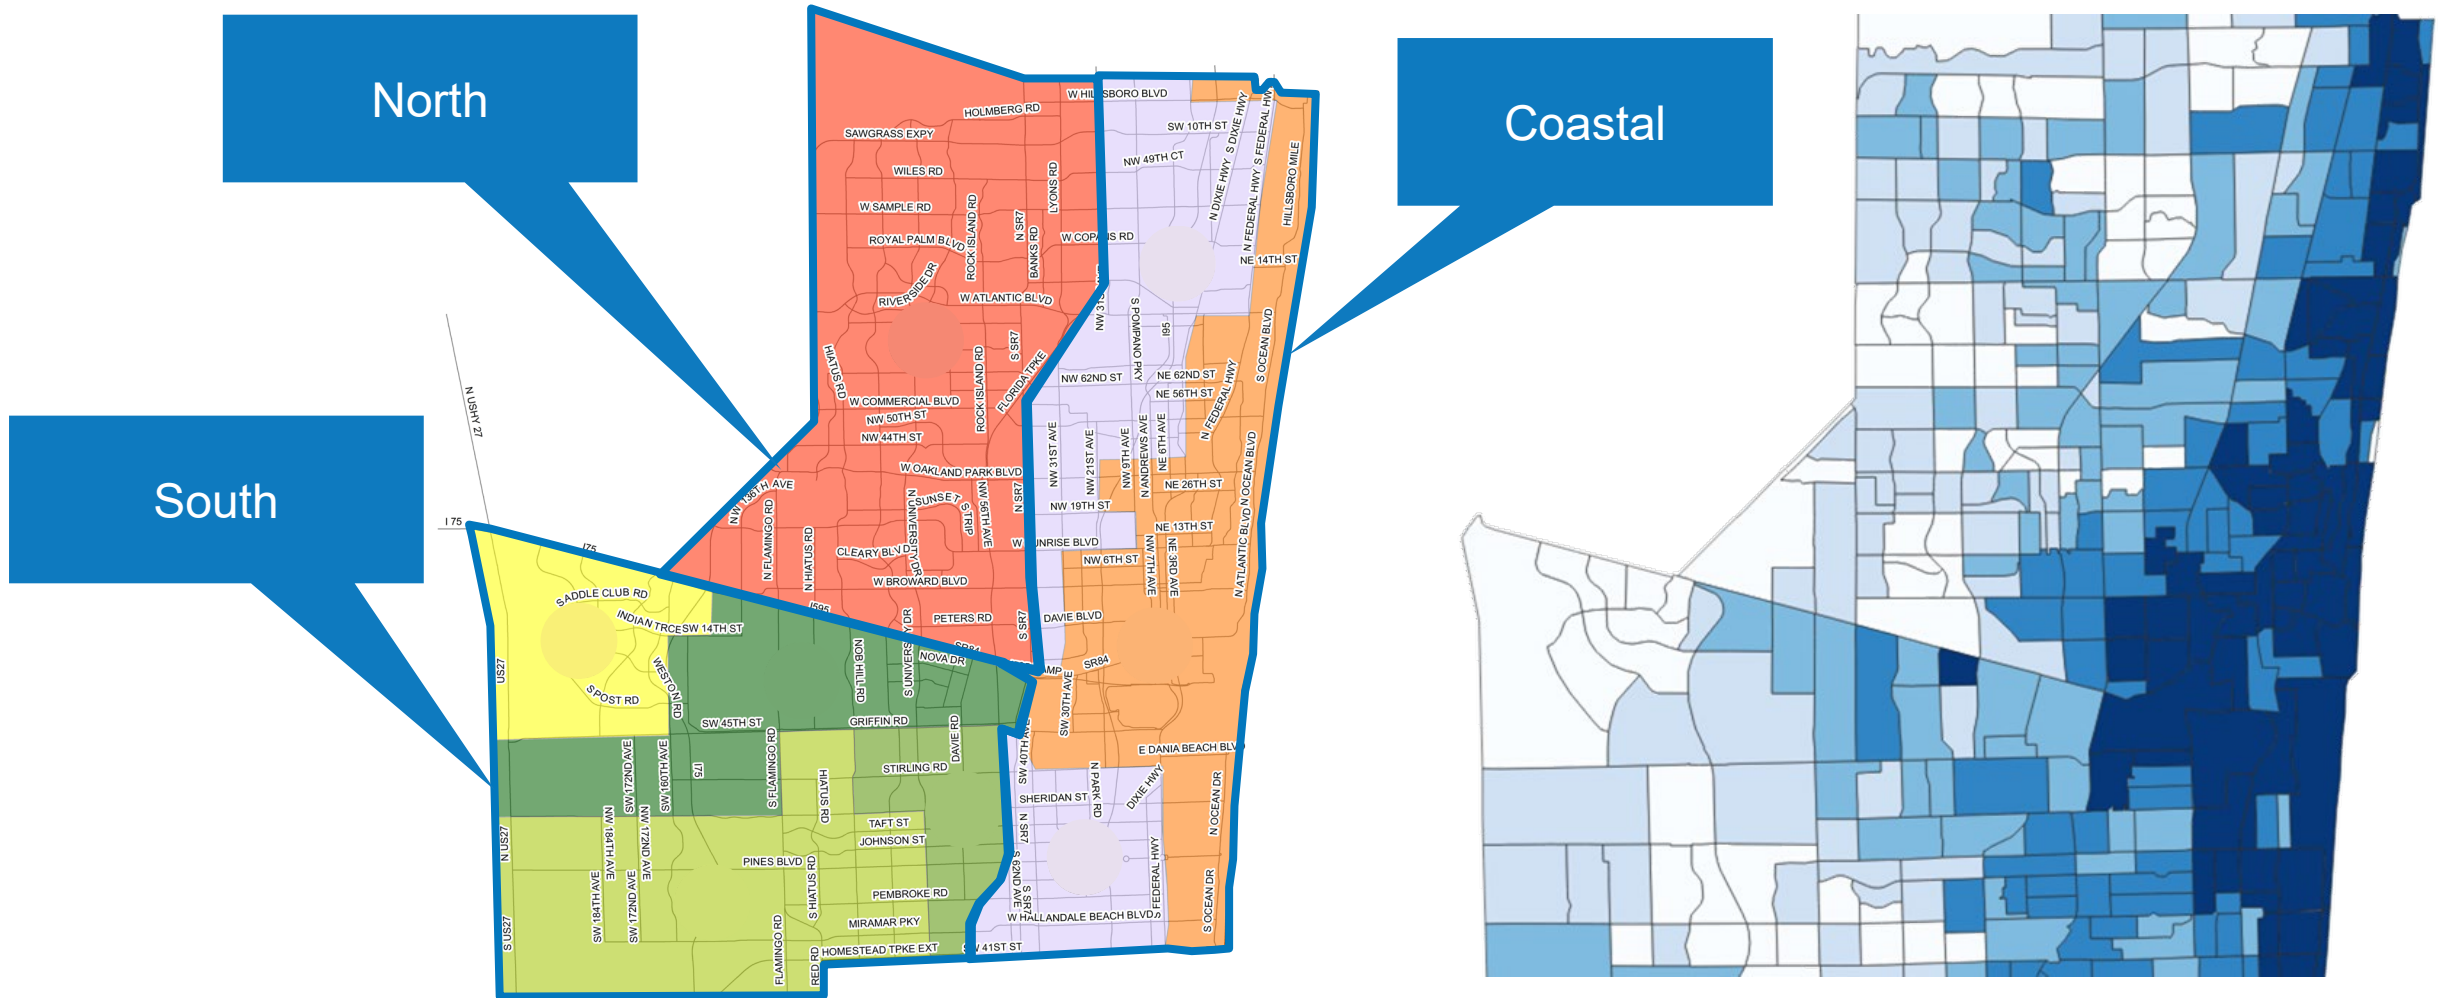 North
Coastal
South
W HILLSBORO BLVD
HOLMBERG RD
SAWGRASS EXPY
SW 10TH ST
S DIXIE HWY
S FEDERAL HWY
NW 49TH CT
WILES RD
LYONS RD
HILLSBORO MILE
W SAMPLE RD
ROCK ISLAND RD
N SR7
N DIXIE HWY
N FEDERAL HWY
ROYAL PALM BLVD
BANKS RD
W COPANS RD
NE 14TH ST
RIVERSIDE DR
W ATLANTIC BLVD
S POMPANO PKY
I95
S OCEAN BLVD
HIATUS RD
S SR7
ROCK ISLAND RD
FLORIDA TPKE
NW 62ND ST
NE 62ND ST
NE 56TH ST
N FEDERAL HWY
N USHY 27
W COMMERCIAL BLVD
NW 50TH ST
NW 44TH ST
NW 31ST AVE
NW 21ST AVE
NW 9TH AVE
N ANDREWS AVE
NE 6TH AVE
N OCEAN BLVD
W OAKLAND PARK BLVD
NW 136TH AVE
N FLAMINGO RD
N UNIVERSITY DR
SUNSET STRIP
NW 56TH AVE
N SR7
NE 26TH ST
NW 19TH ST
I 75
I75
N HIATUS RD
CLEARY BLVD
W SUNRISE BLVD
NE 13TH ST
N ATLANTIC BLVD
NW 6TH ST
NW 7TH AVE
NE 3RD AVE
W BROWARD BLVD
SADDLE CLUB RD
INDIAN TRCE
SW 14TH ST
I595
PETERS RD
S SR7
DAVIE BLVD
US27
WESTON RD
NOB HILL RD
S UNIVERSITY DR
SR84
NOVA DR
SR84
S POST RD
SW 30TH AVE
SW 45TH ST
GRIFFIN RD
DAVIE RD
SW 40TH AVE
E DANIA BEACH BLVD
SW 172ND AVE
SW 160TH AVE
I75
S FLAMINGO RD
HIATUS RD
STIRLING RD
N PARK RD
DIXIE HWY
N OCEAN DR
SHERIDAN ST
N US27
NW 184TH AVE
NW 172ND AVE
TAFT ST
JOHNSON ST
N SR7
PINES BLVD
S HIATUS RD
S 62ND AVE
S FEDERAL HWY
SW 184TH AVE
SW 172ND AVE
PEMBROKE RD
S SR7
S OCEAN DR
S US27
FLAMINGO RD
MIRAMAR PKY
W HALLANDALE BEACH BLVD
RED RD
HOMESTEAD TPKE EXT
SW 41ST ST